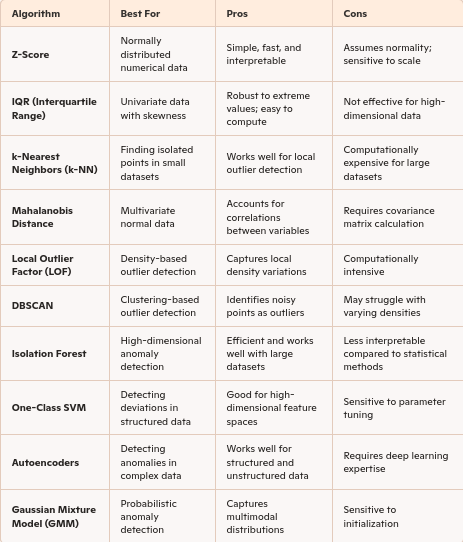 Algorithm
Best For
Pros
Cons
Z-Score
Normally
distributed
numerical data
Simple, fast, and
interpretable
Assumes normality;
sensitive to scale
IQR (Interquartile
Range)
Univariate data
with skewness
Robust to extreme
values; easy to
compute
Not effective for high-
dimensional data
k-Nearest
Neighbors (k-NN)
Finding isolated
points in small
datasets
Works well for local
outlier detection
Computationally
expensive for large
datasets
Mahalanobis
Distance
Multivariate
normal data
Accounts for
correlations
between variables
Requires covariance
matrix calculation
Local Outlier
Factor (LOF)
Density-based
outlier detection
Captures local
density variations
Computationally
intensive
DBSCAN
Clustering-based
outlier detection
Identifies noisy
points as outliers
May struggle with
varying densities
Isolation Forest
High-dimensional
anomaly
detection
Efficient and works
well with large
datasets
Less interpretable
compared to statistical
methods
One-Class SVM
Detecting
deviations in
structured data
Good for high-
dimensional feature
spaces
Sensitive to parameter
tuning
Autoencoders
Detecting
anomalies in
complex data
Works well for
structured and
unstructured data
Requires deep learning
expertise
Gaussian Mixture
Model (GMM)
Probabilistic
anomaly
detection
Captures
multimodal
distributions
Sensitive to
initialization